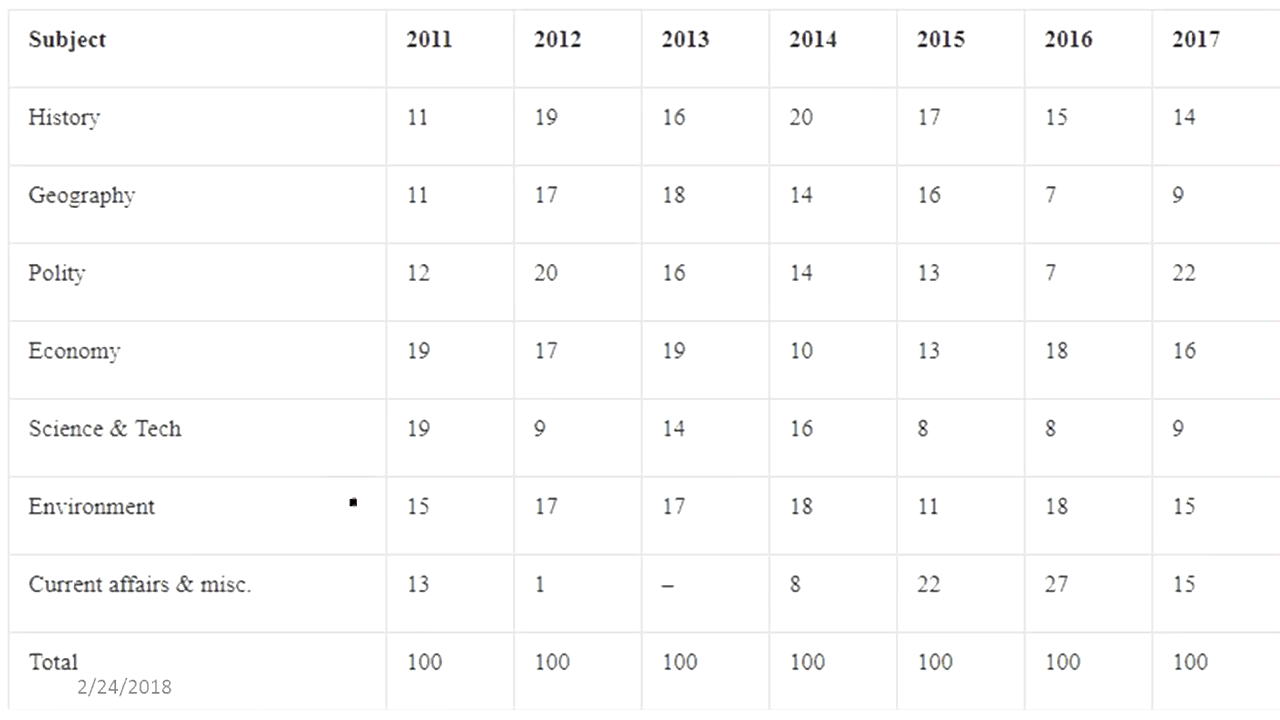 Subject 2011 2012 2013 2014 2015 2016 2017
History 11 19 16 20 17 15 14
Geography 11 17 18 14 16 7 9
Polity 12 20 16 14 13 7 22
Economy 19 17 19 10 13 18 16
Science & Tech 19 9 14 16 8 8 9
Environment 15 17 17 18 11 18 15
Current affairs & misc. 13 1 – 8 22 27 15
Total 100 100 100 100 100 100 100
2/24/2018